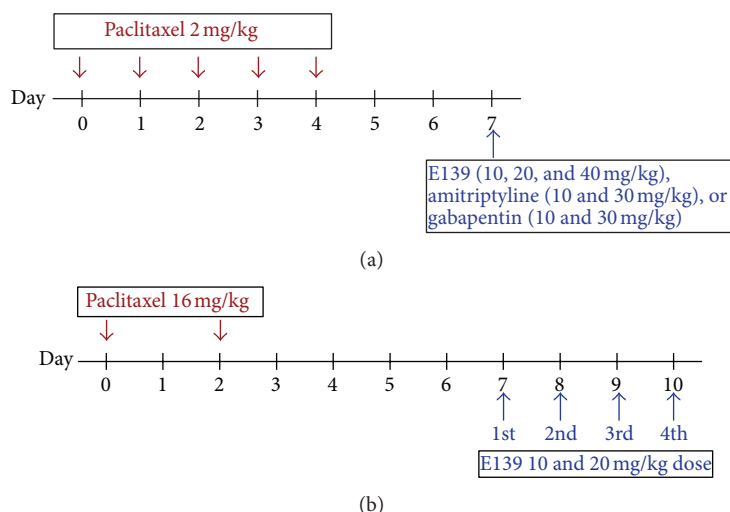 Paclitaxel 2 mg/kg
Day
0 1 2 3 4 5 6 7
E139 (10, 20, and 40 mg/kg),
amitriptyline (10 and 30 mg/kg), or
gabapentin (10 and 30 mg/kg)
(a)
Paclitaxel 16 mg/kg
Day
0 1 2 3 4 5 6 7 8 9 10
1st 2nd 3rd 4th
E139 10 and 20 mg/kg dose
(b)